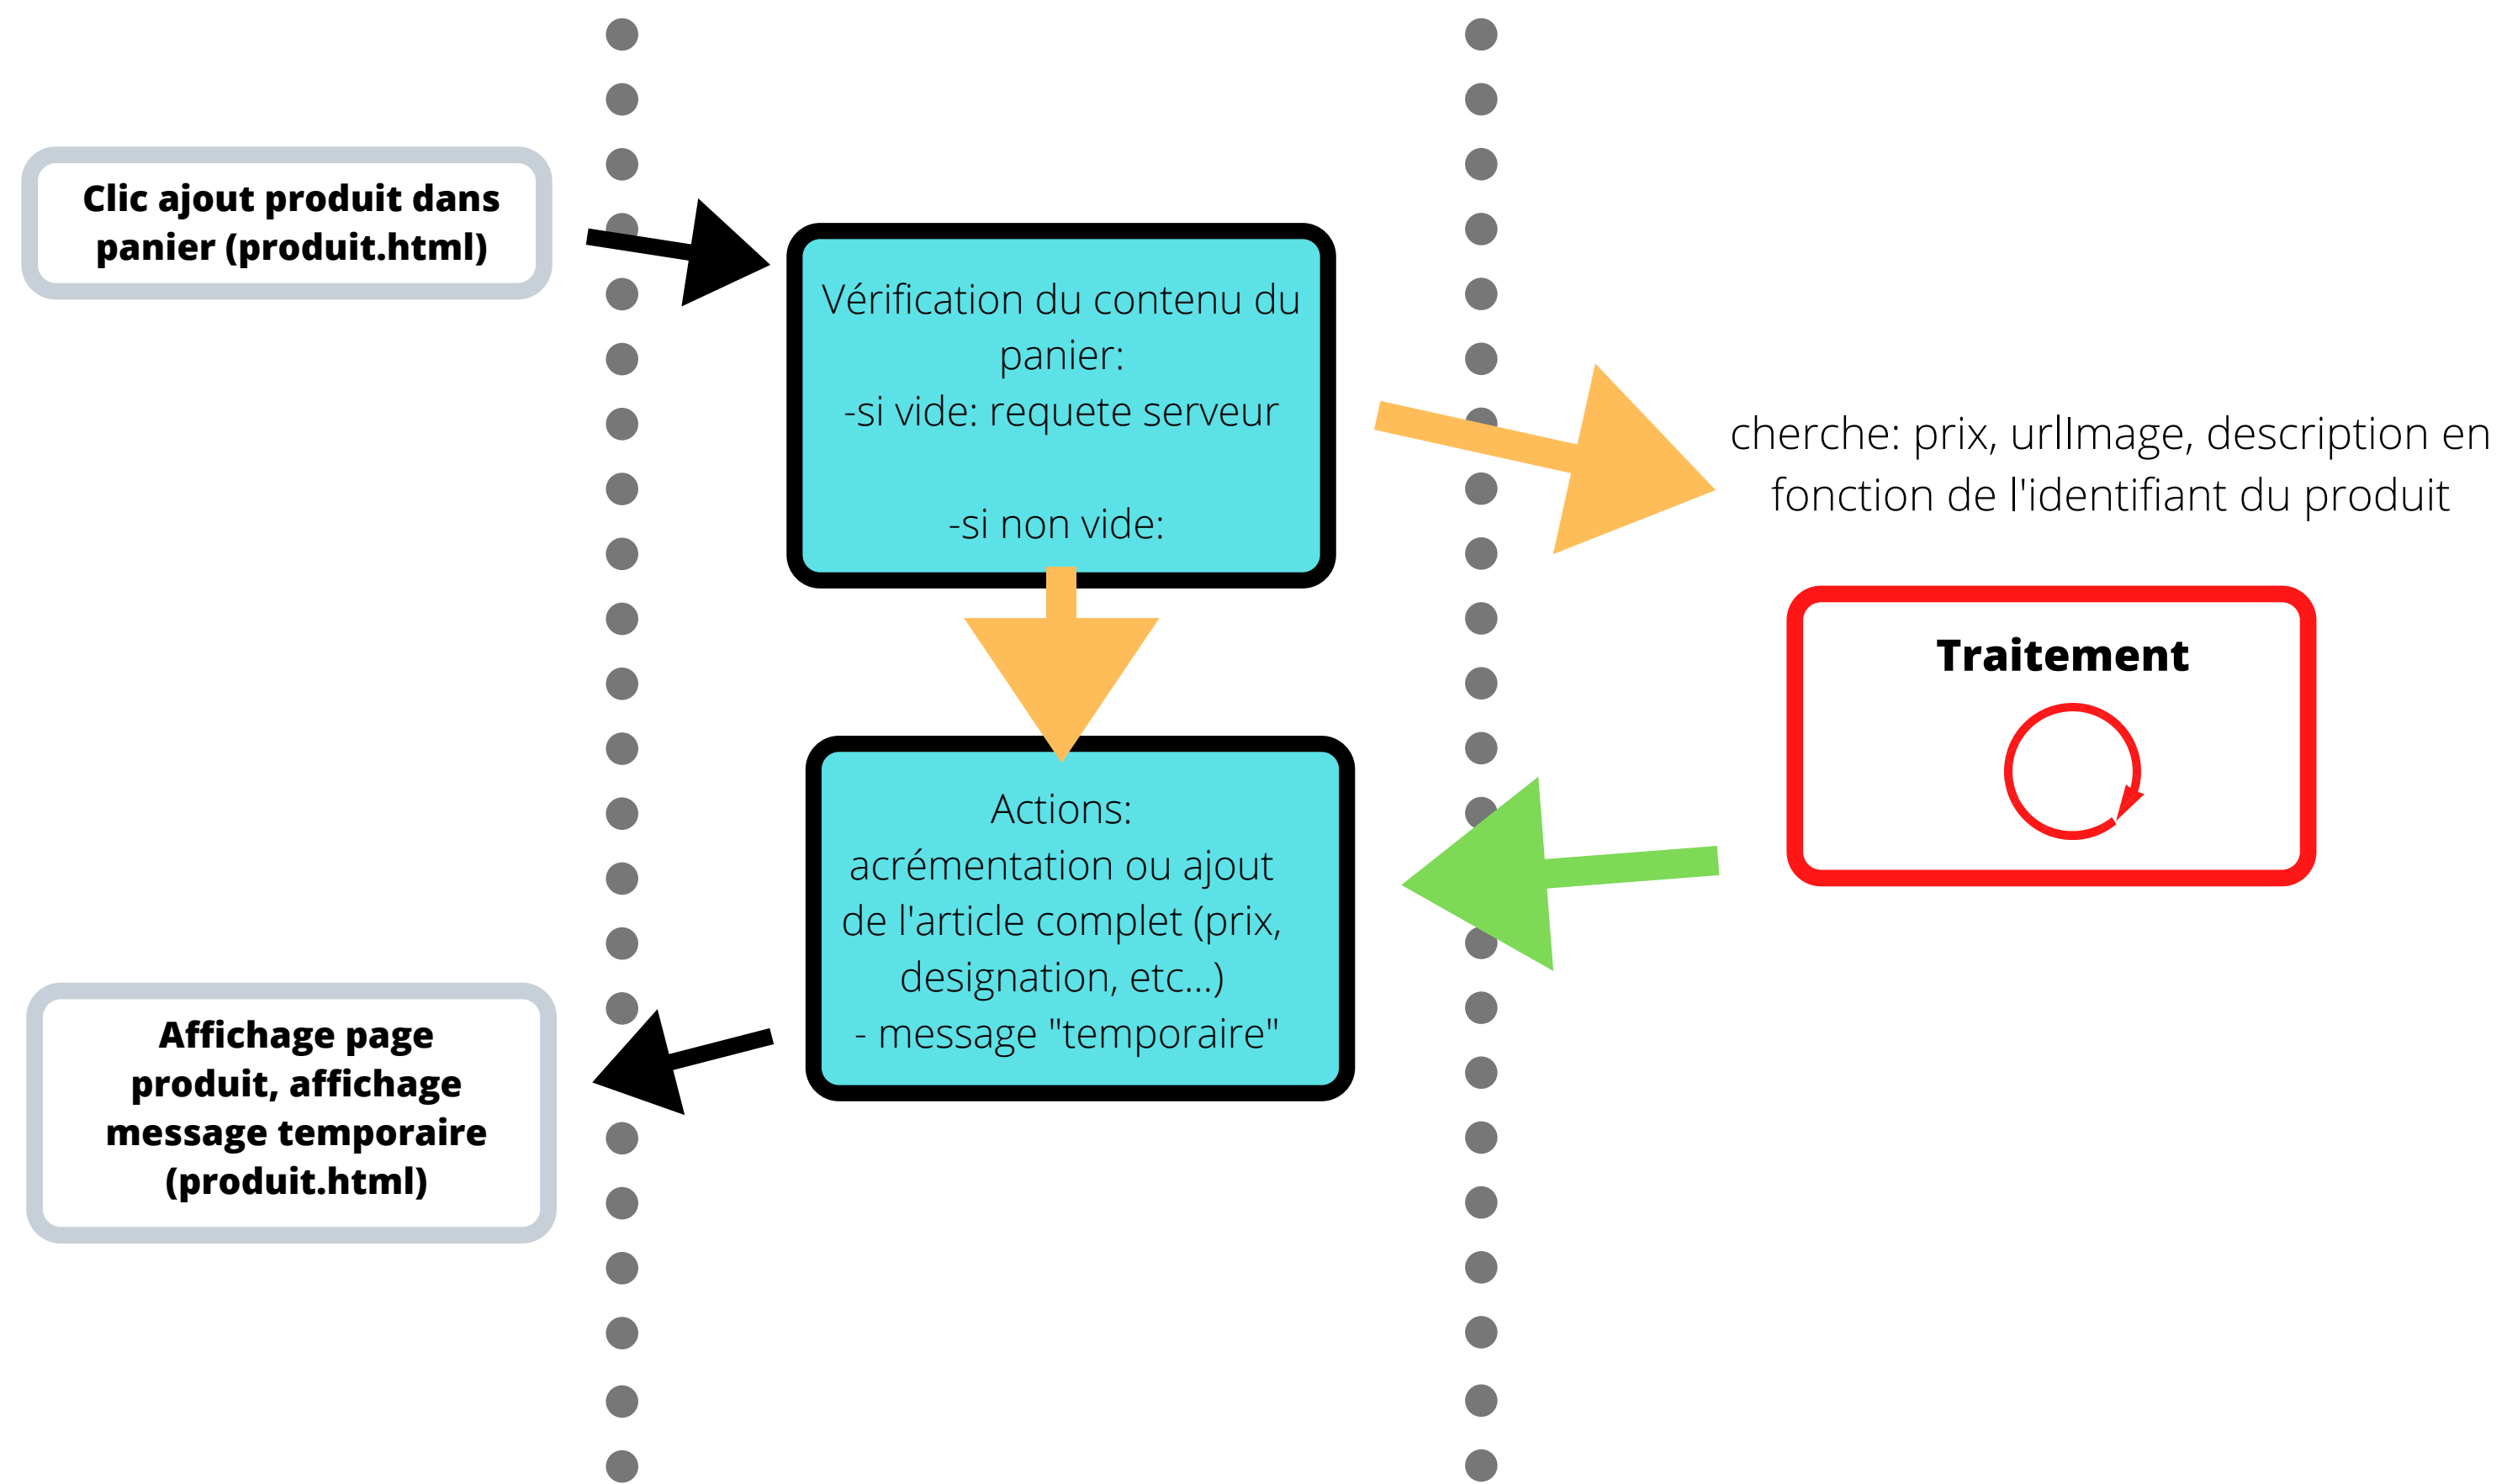 Clic ajout produit dans
panier (produit.html)
Vérification du contenu du
panier:
-si vide: requete serveur
-si non vide:
cherche: prix, urlImage, description en
fonction de l'identifiant du produit
Traitement
Actions:
acrémentation ou ajout
de l'article complet (prix,
designation, etc...)
- message "temporaire"
Affichage page
produit, affichage
message temporaire
(produit.html)